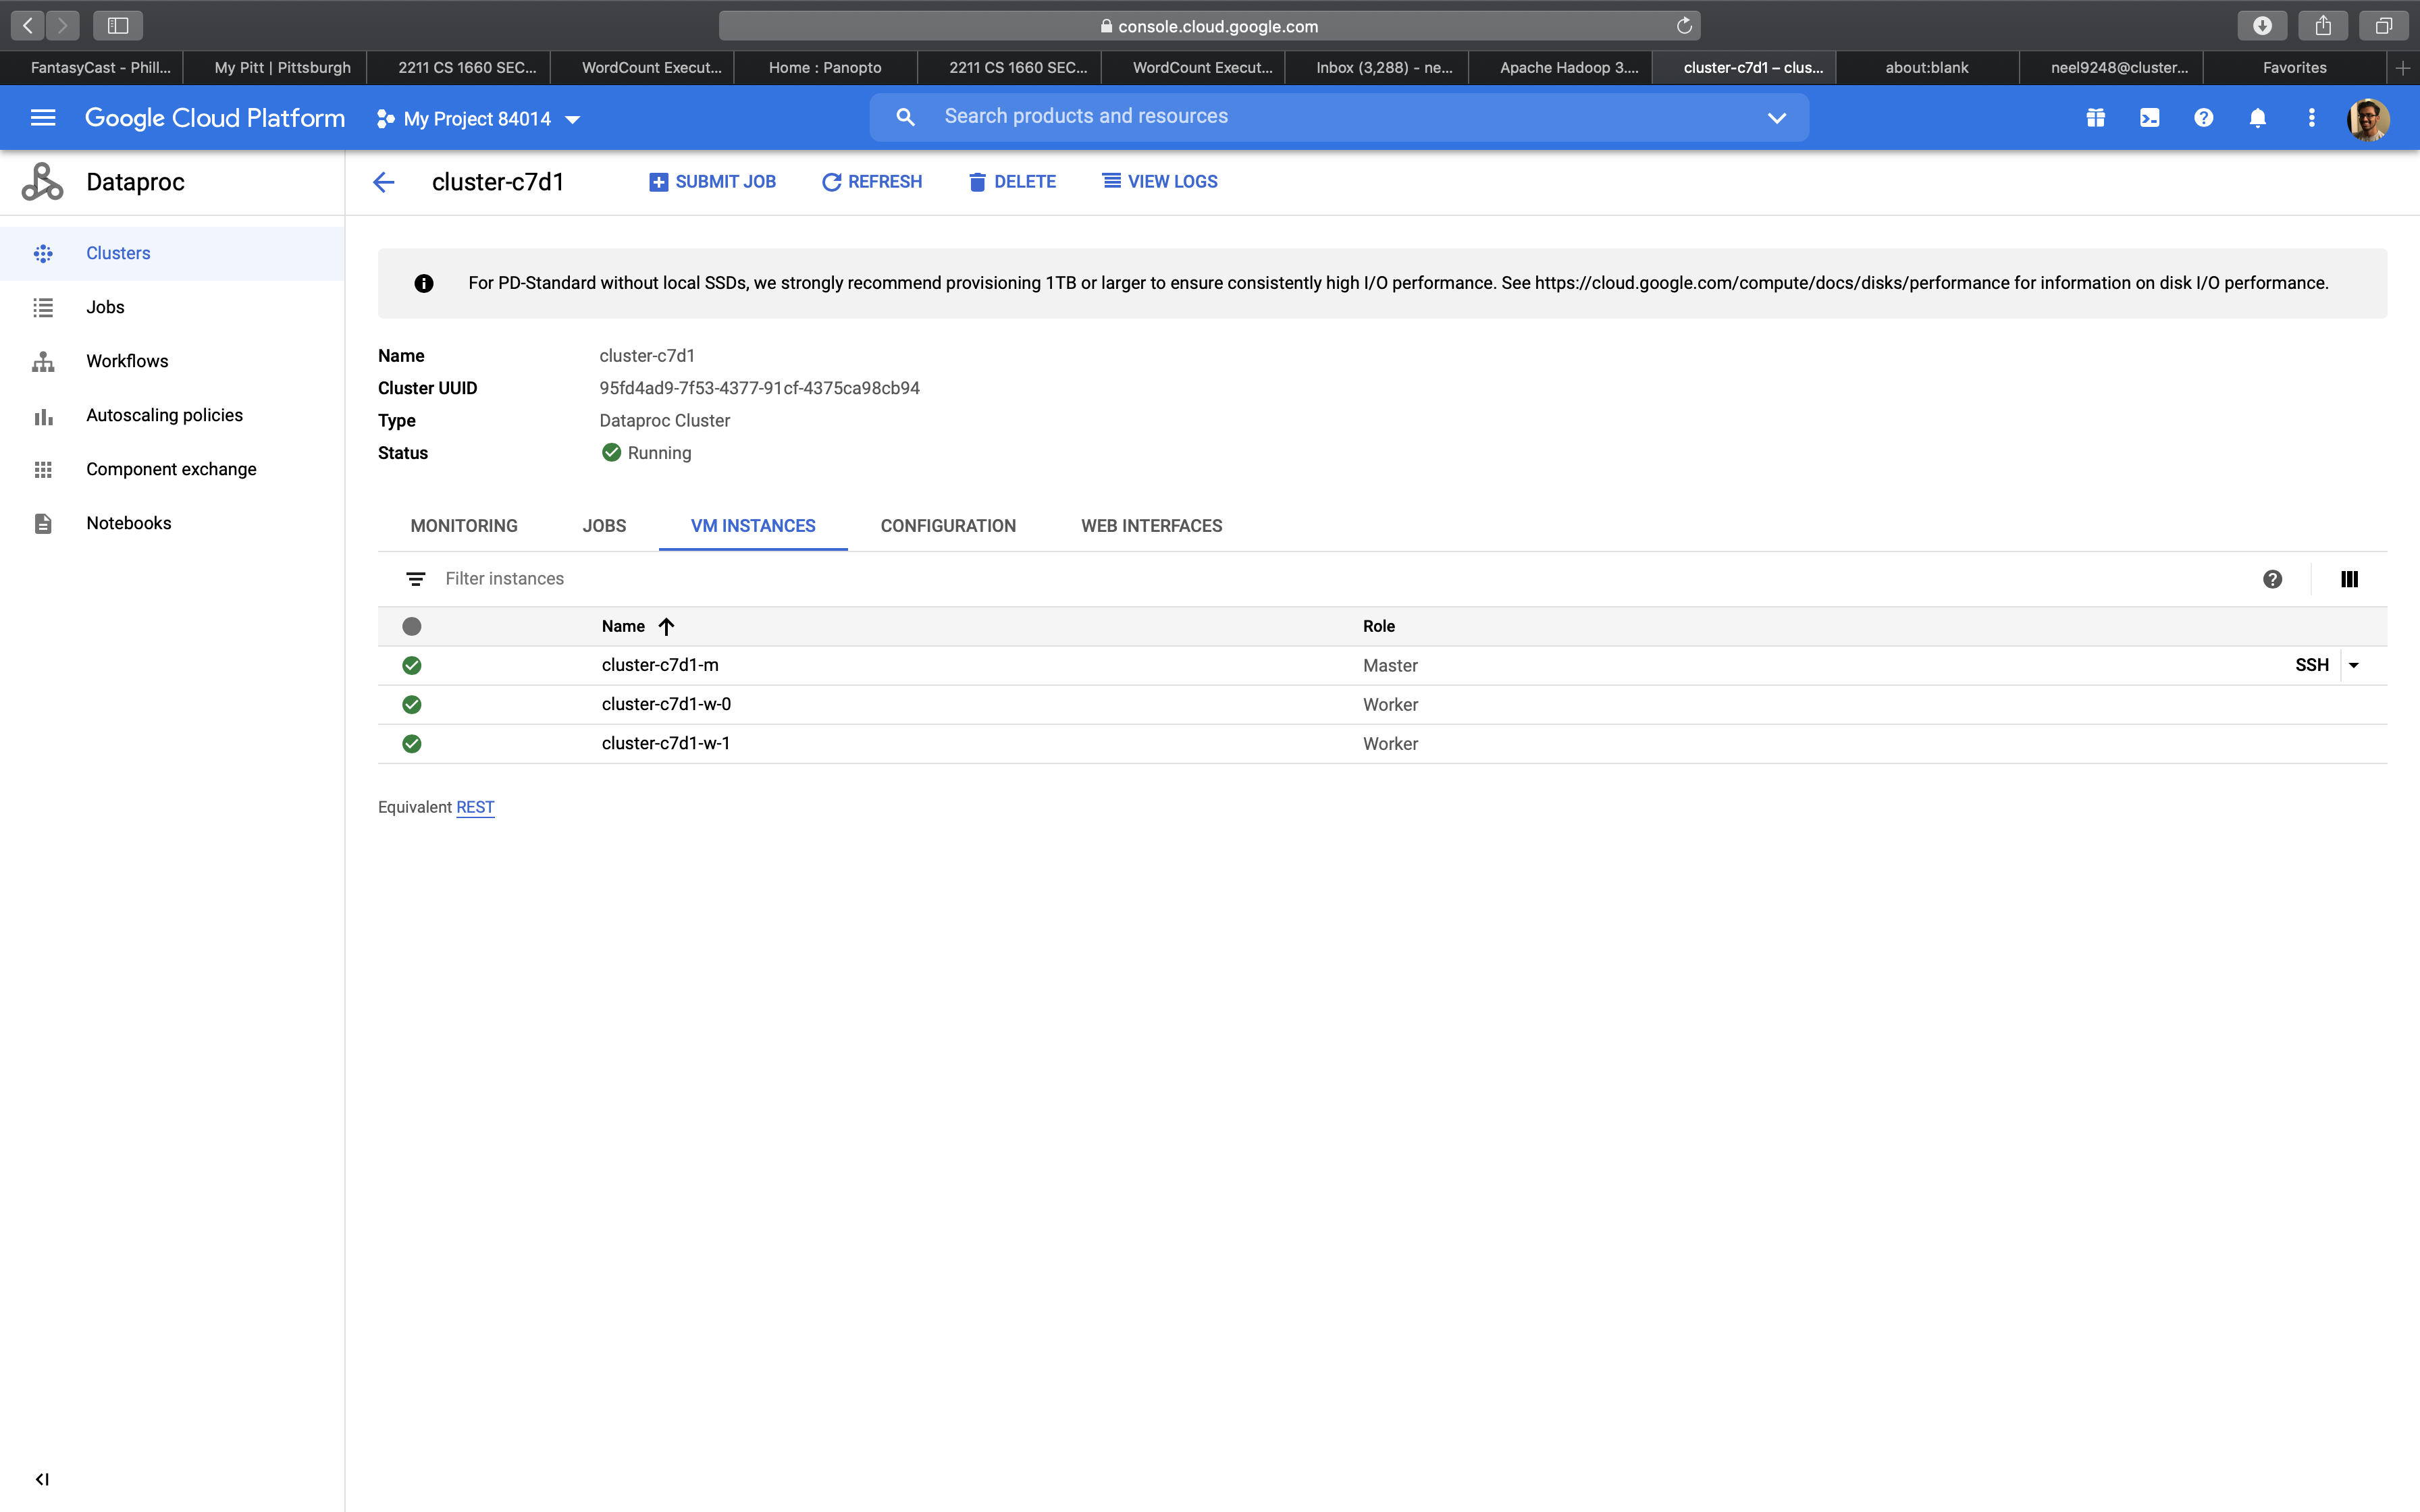 console.cloud.google.com
FantasyCast - Phill... My Pitt | Pittsburgh 2211 CS 1660 SEC... WordCount Execut... Home : Panopto 2211 CS 1660 SEC... WordCount Execut... Inbox (3,288) - ne... Apache Hadoop 3.... cluster-c7d1 – clus... about:blank neel9248@cluster... Favorites
Google Cloud Platform My Project 84014 Search products and resources
Dataproc
cluster-c7d1 SUBMIT JOB REFRESH DELETE VIEW LOGS
Clusters
Jobs
Workflows
Autoscaling policies
Component exchange
Notebooks
For PD-Standard without local SSDs, we strongly recommend provisioning 1TB or larger to ensure consistently high I/O performance. See https://cloud.google.com/compute/docs/disks/performance for information on disk I/O performance.
Name cluster-c7d1
Cluster UUID 95fd4ad9-7f53-4377-91cf-4375ca98cb94
Type Dataproc Cluster
Status Running
MONITORING JOBS VM INSTANCES CONFIGURATION WEB INTERFACES
Filter instances
Name Role
cluster-c7d1-m Master SSH
cluster-c7d1-w-0 Worker
cluster-c7d1-w-1 Worker
Equivalent REST